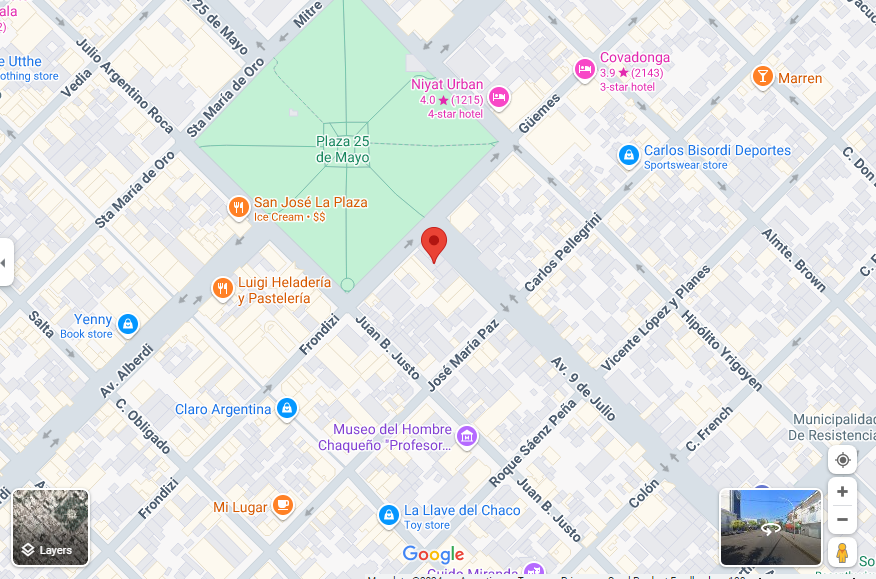 25 de Mayo
Mitre
Utthe
othing store
Julio Argentino Roca
Vedia
Sta María de Oro
Niyat Urban
4.0 ★ (1215)
4-star hotel
Covadonga
3.9 ★ (2143)
3-star hotel
Marren
Güemes
Plaza 25
de Mayo
Carlos Bisordi Deportes
Sportswear store
C. Don
Sta María de Oro
San José La Plaza
Ice Cream • $$
Carlos Pellegrini
Almte. Brown
Luigi Heladería
y Pastelería
Yenny
Book store
Salta
Frondizi
Juan B. Justo
José María Paz
Vicente López y Planes
Hipólito Yrigoyen
Av. Alberdi
Av. 9 de Julio
C. Obligado
Claro Argentina
Museo del Hombre
Chaqueño "Profesor...
Roque Sáenz Peña
C. French
Municipalidad
De Resistencia
Frondizi
Mi Lugar
La Llave del Chaco
Toy store
Juan B. Justo
Colón
Layers
Google
Guido Miranda